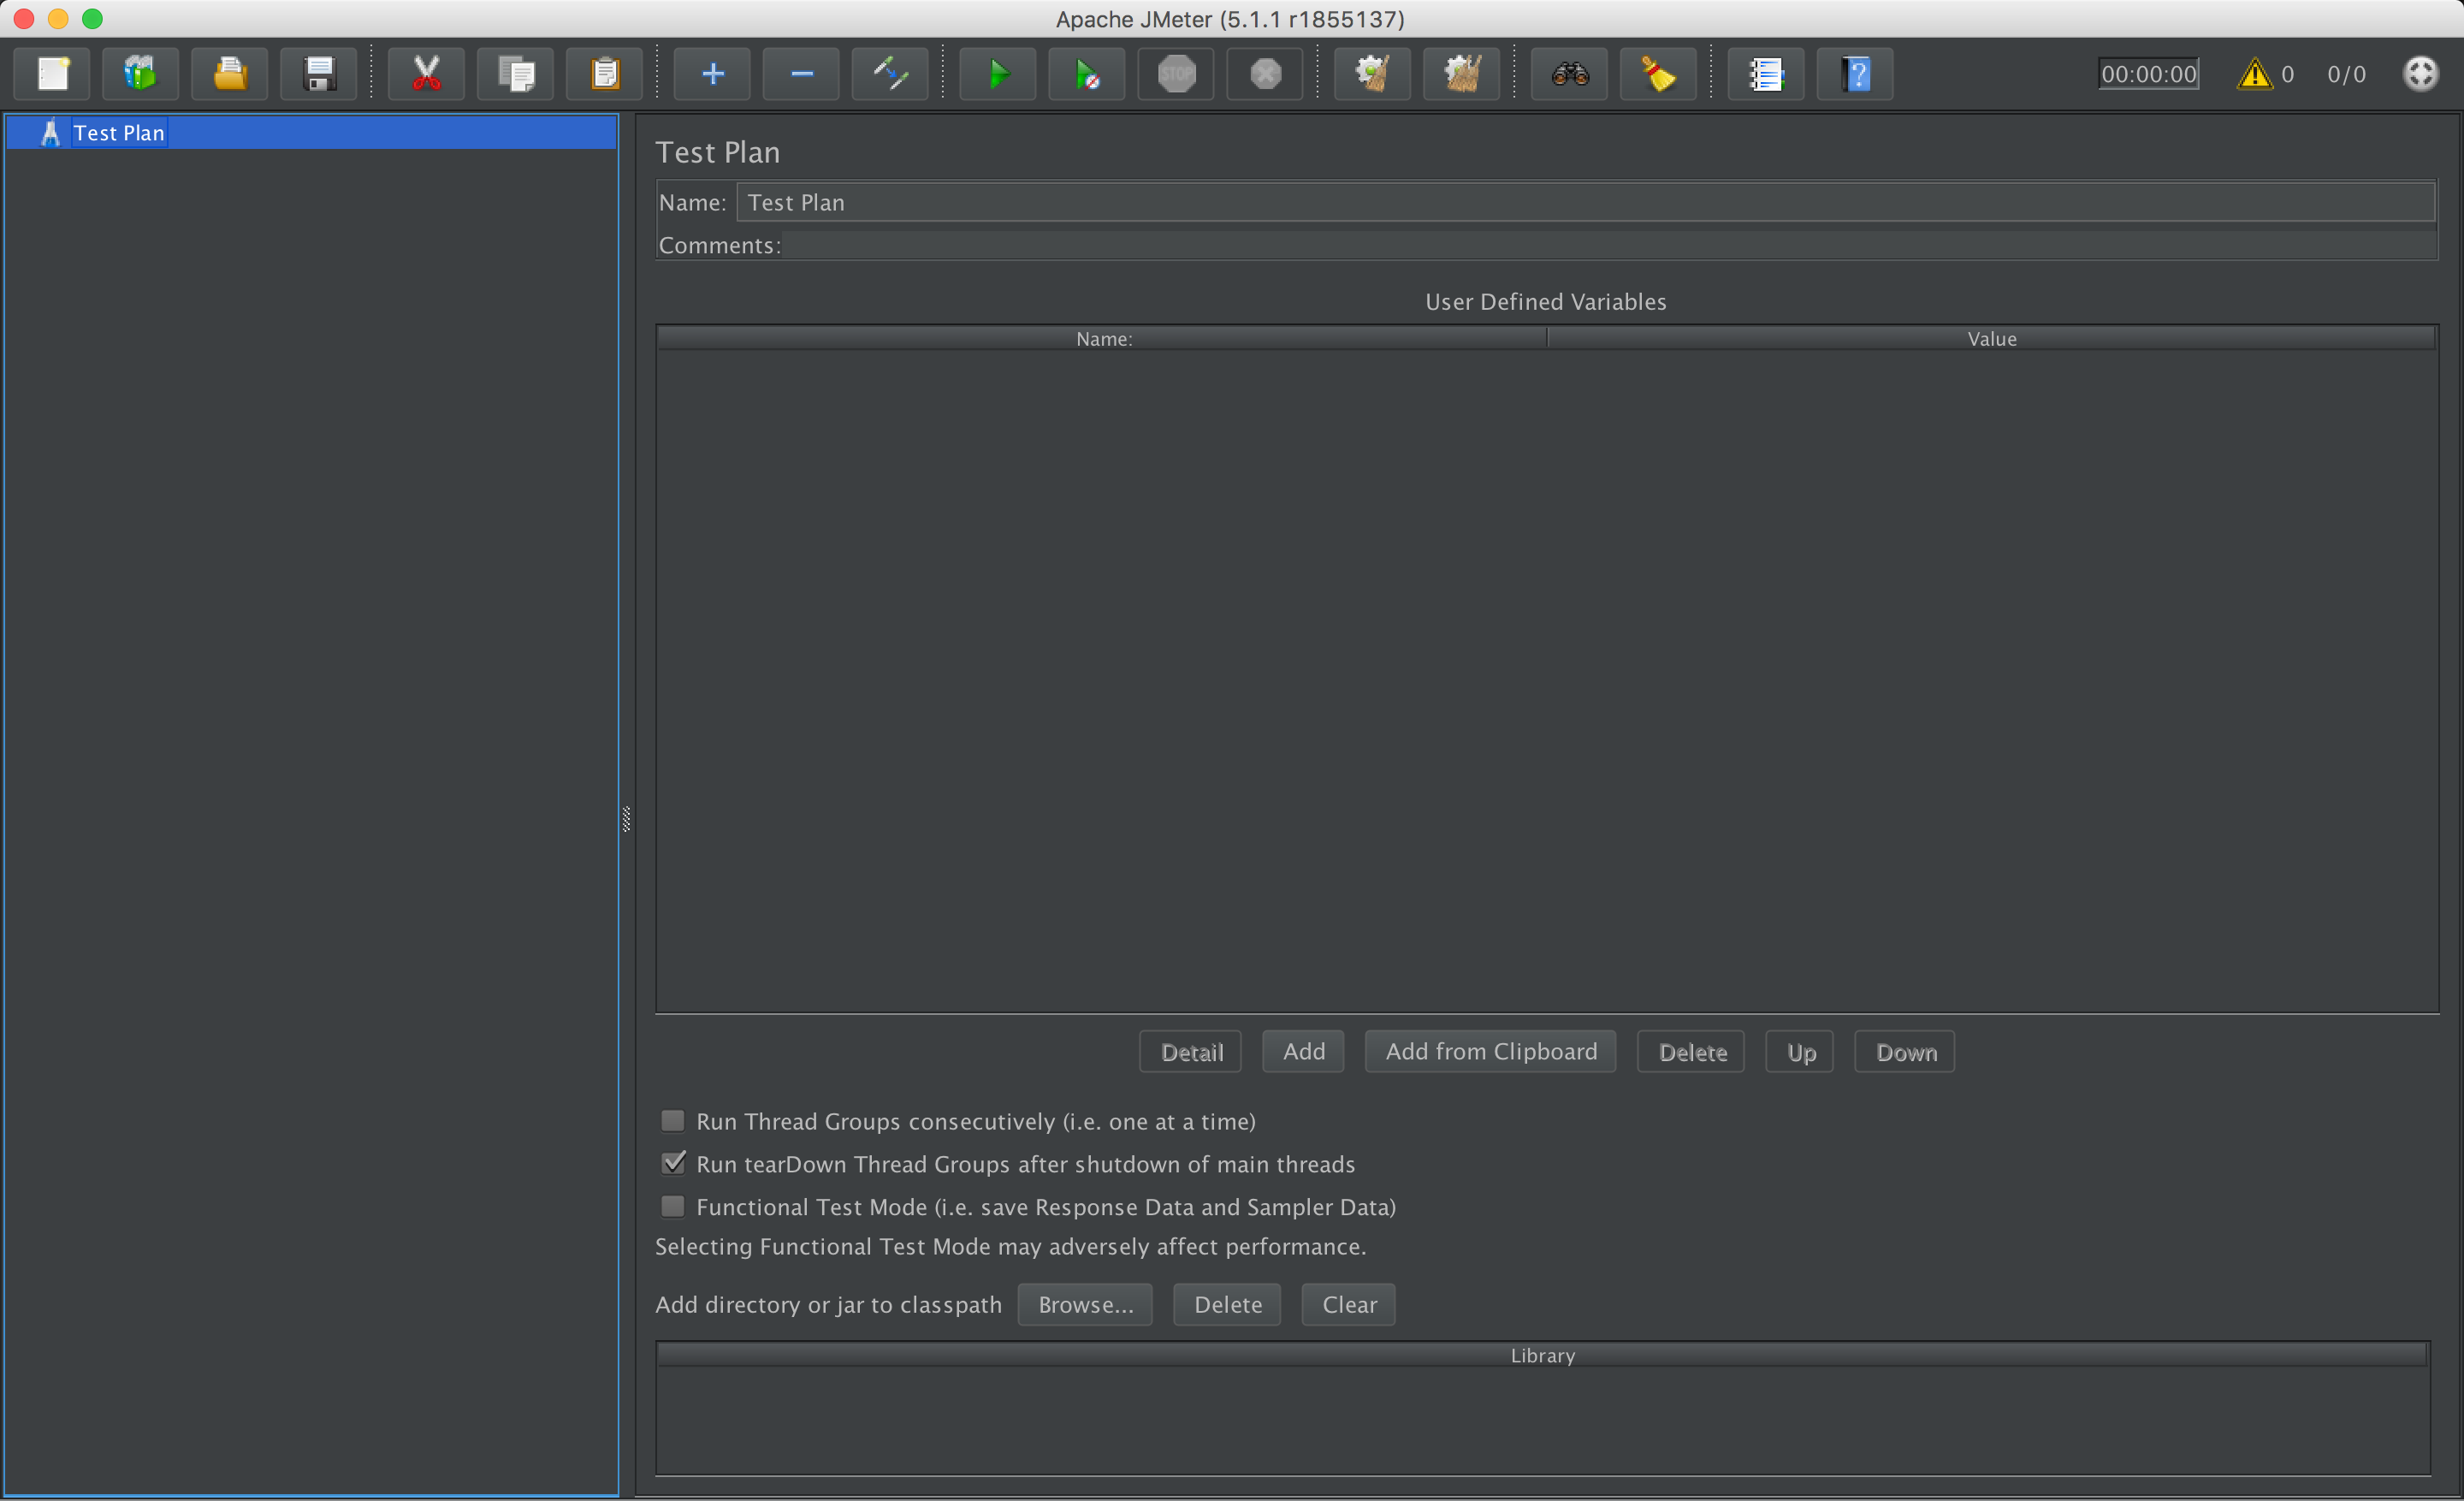 Apache JMeter (5.1.1 r1855137)
STOP
?
00:00:00
0
0/0
Test Plan
Test Plan
Name: Test Plan
Comments:
User Defined Variables
Name: Value
Detail Add Add from Clipboard Delete Up Down
Run Thread Groups consecutively (i.e. one at a time)
Run tearDown Thread Groups after shutdown of main threads
Functional Test Mode (i.e. save Response Data and Sampler Data)
Selecting Functional Test Mode may adversely affect performance.
Add directory or jar to classpath Browse... Delete Clear
Library